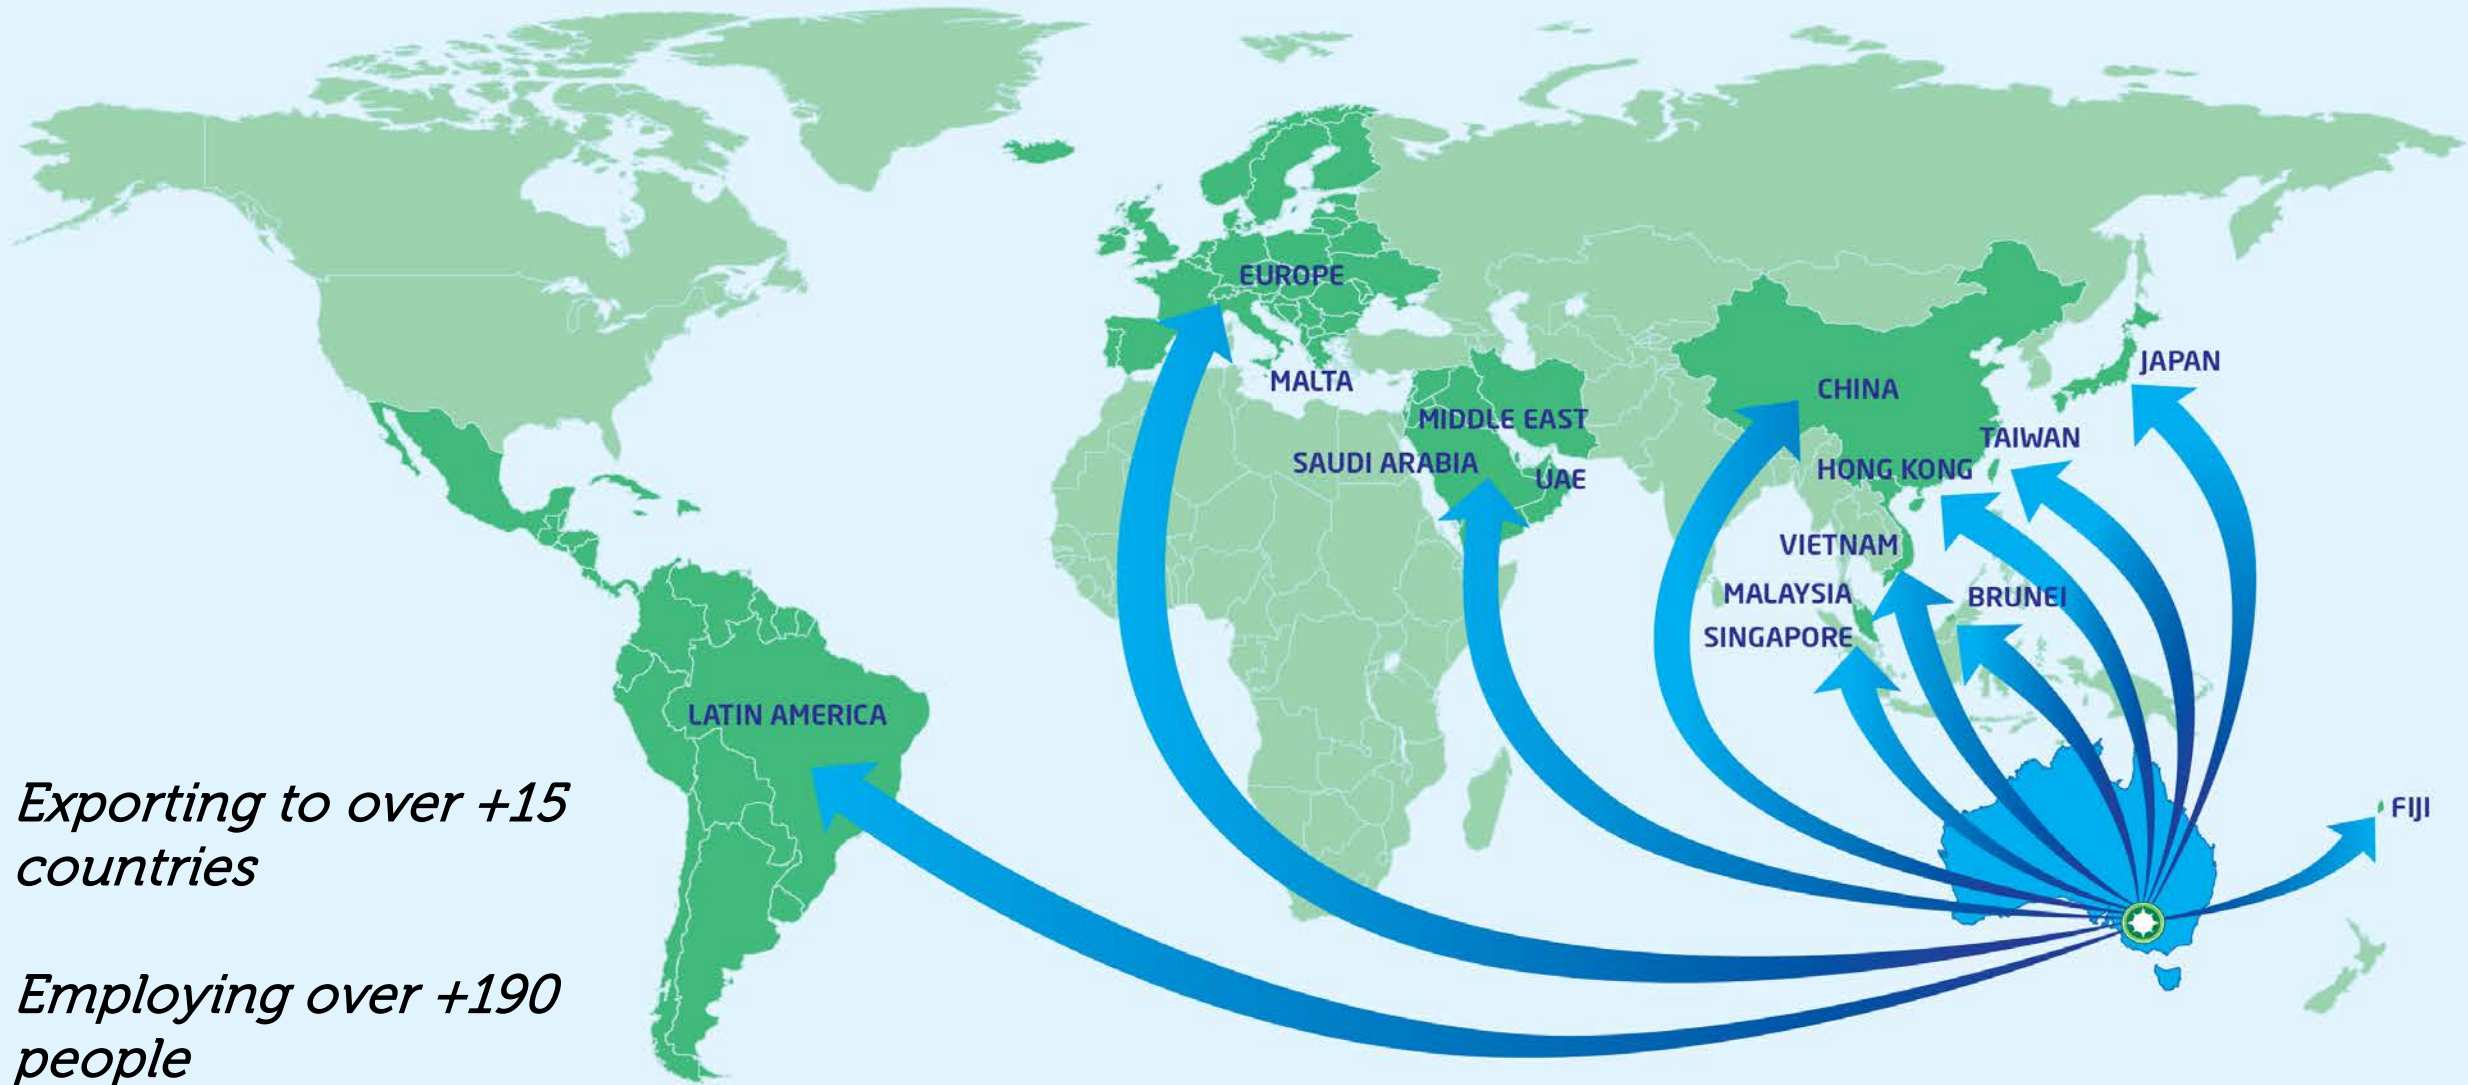 EUROPE
JAPAN
MALTA
CHINA
MIDDLE EAST
TAIWAN
SAUDI ARABIA
HONG KONG
UAE
VIETNAM
MALAYSIA
BRUNEI
SINGAPORE
LATIN AMERICA
FIJI
Exporting to over +15
countries
Employing over +190
people